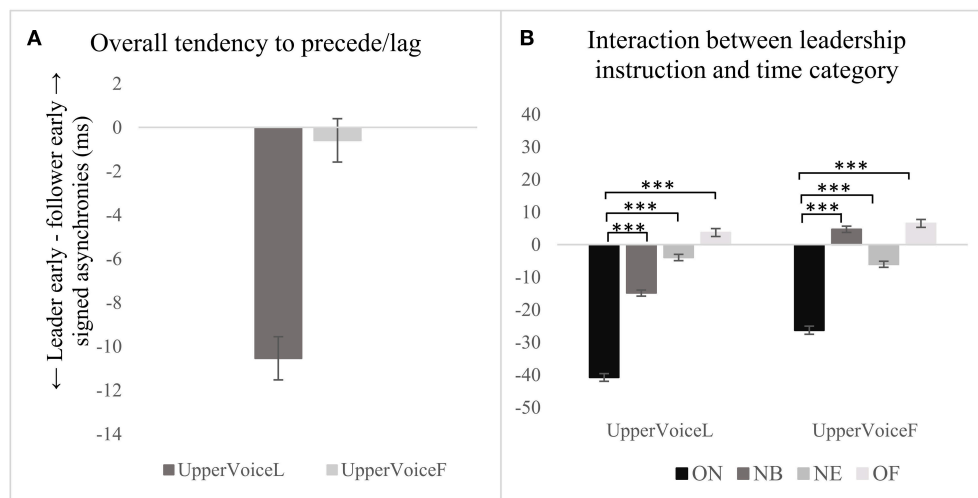 A
Overall tendency to precede/lag
← Leader early - follower early →
signed asynchronies (ms)
2
0
-2
-4
-6
-8
-10
-12
-14
UpperVoiceL
UpperVoiceF
B
Interaction between leadership
instruction and time category
40
30
20
10
0
-10
-20
-30
-40
-50
***
***
***
***
***
***
UpperVoiceL
UpperVoiceF
ON
NB
NE
OF